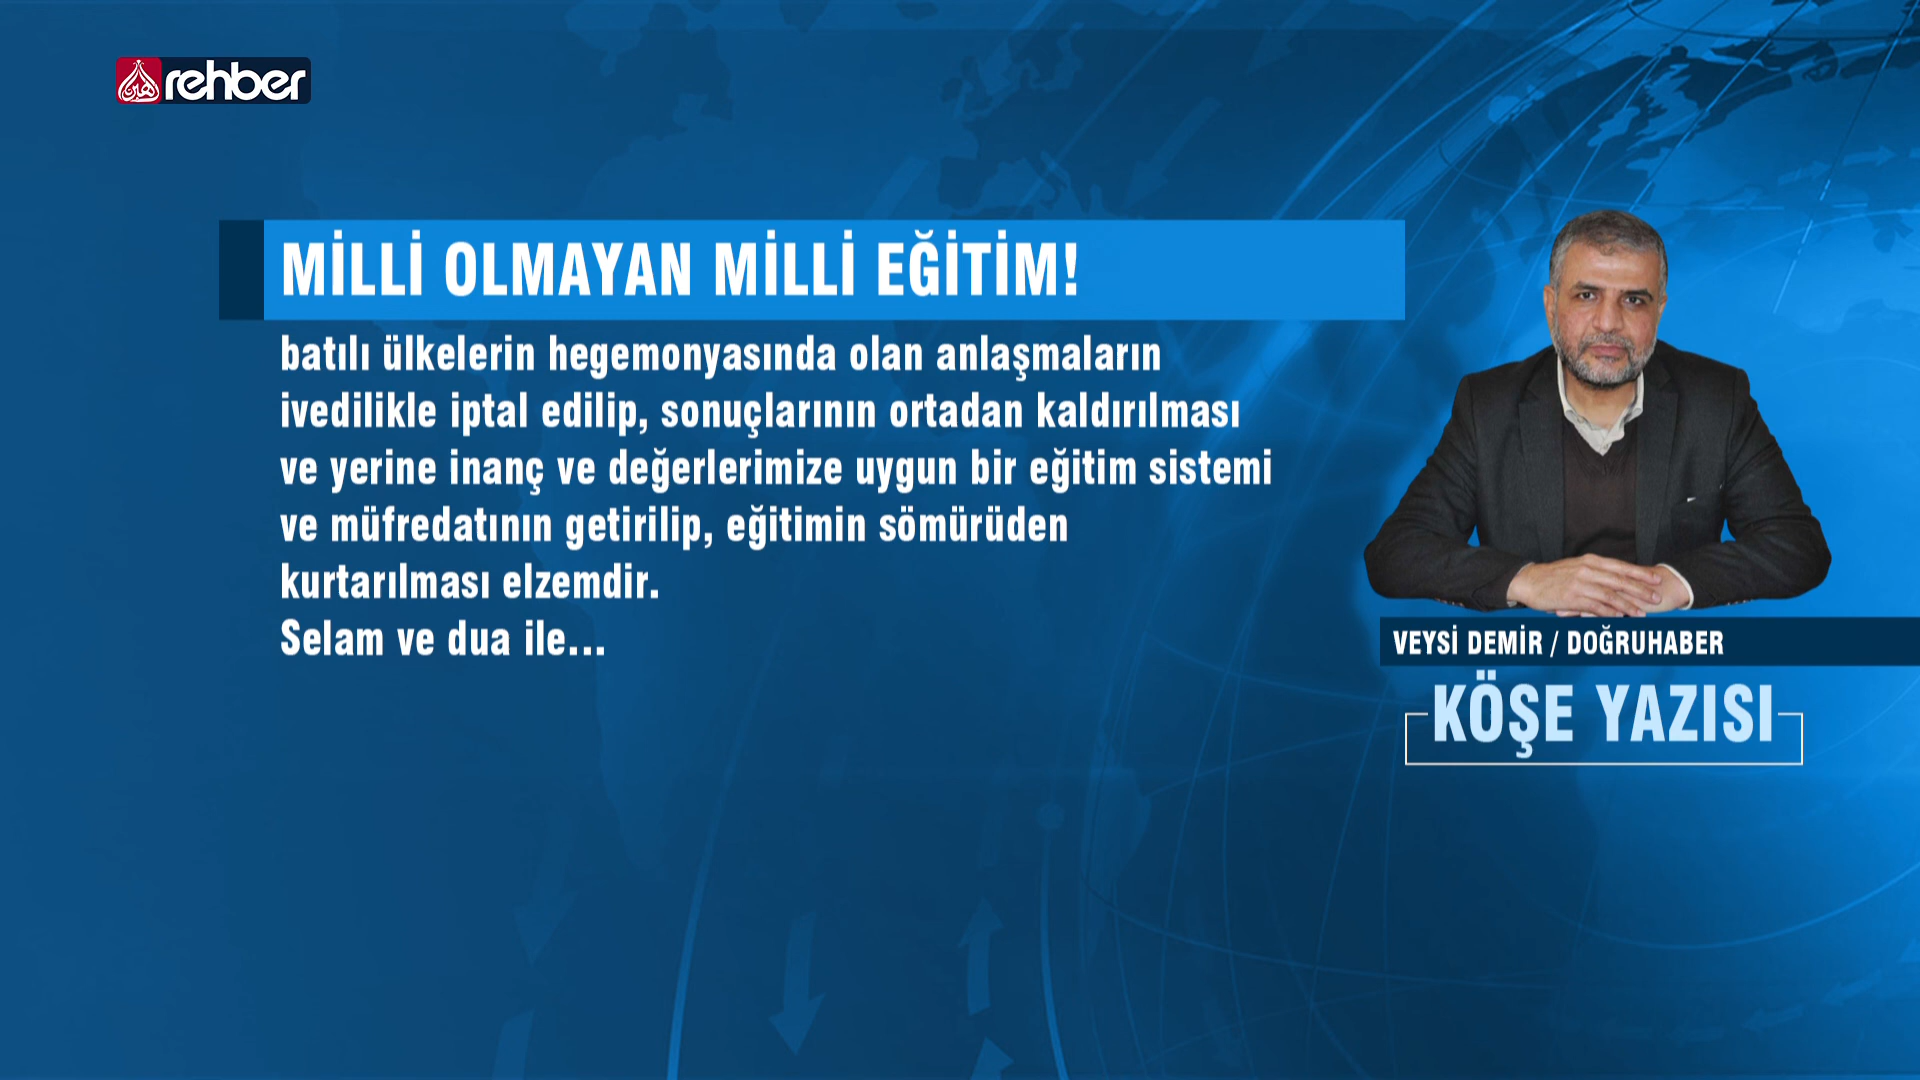 rehber
MİLLİ OLMAYAN MİLLİ EĞİTİM!
batılı ülkelerin hegemonyasında olan anlaşmaların
ivedilikle iptal edilip, sonuçlarının ortadan kaldırılması
ve yerine inanç ve değerlerimize uygun bir eğitim sistemi
ve müfredatının getirilip, eğitimin sömürüden
kurtarılması elzemdir.
Selam ve dua ile...
VEYSİ DEMİR / DOĞRUHABER
KÖŞE YAZISI